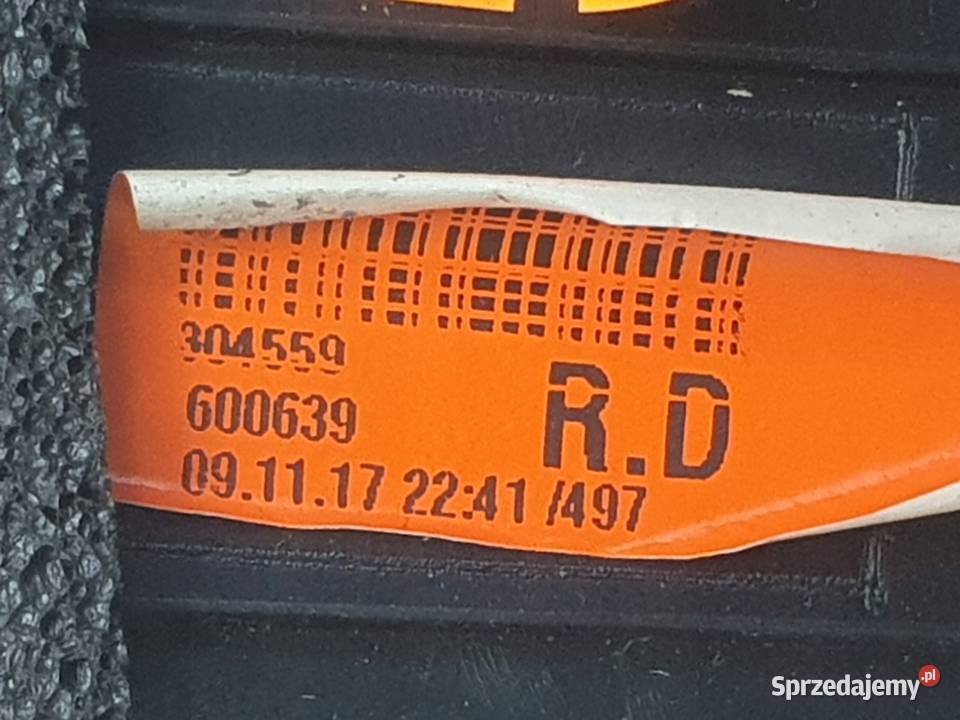 304559
600639
R.D
09.11.17 22:41 /497
Sprzedajemy.pl